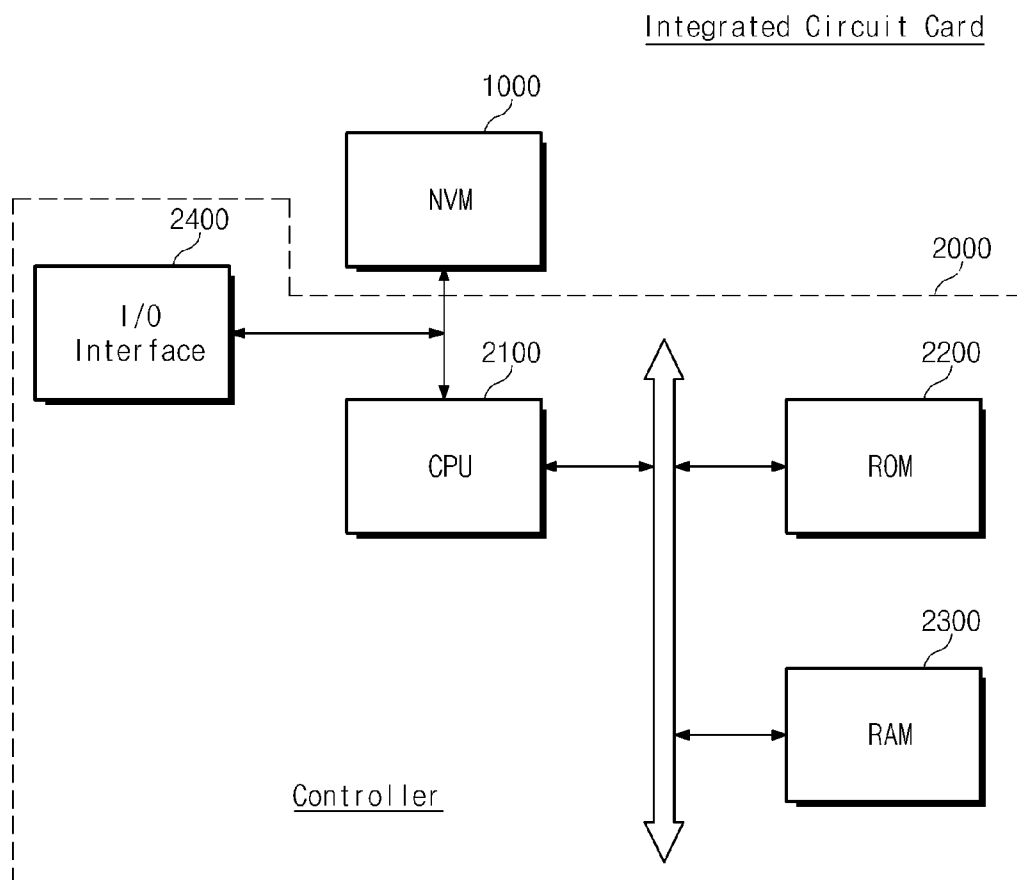 Integrated Circuit Card
1000
NVM
2400
I/O
Interface
2000
2100
CPU
2200
ROM
2300
RAM
Controller